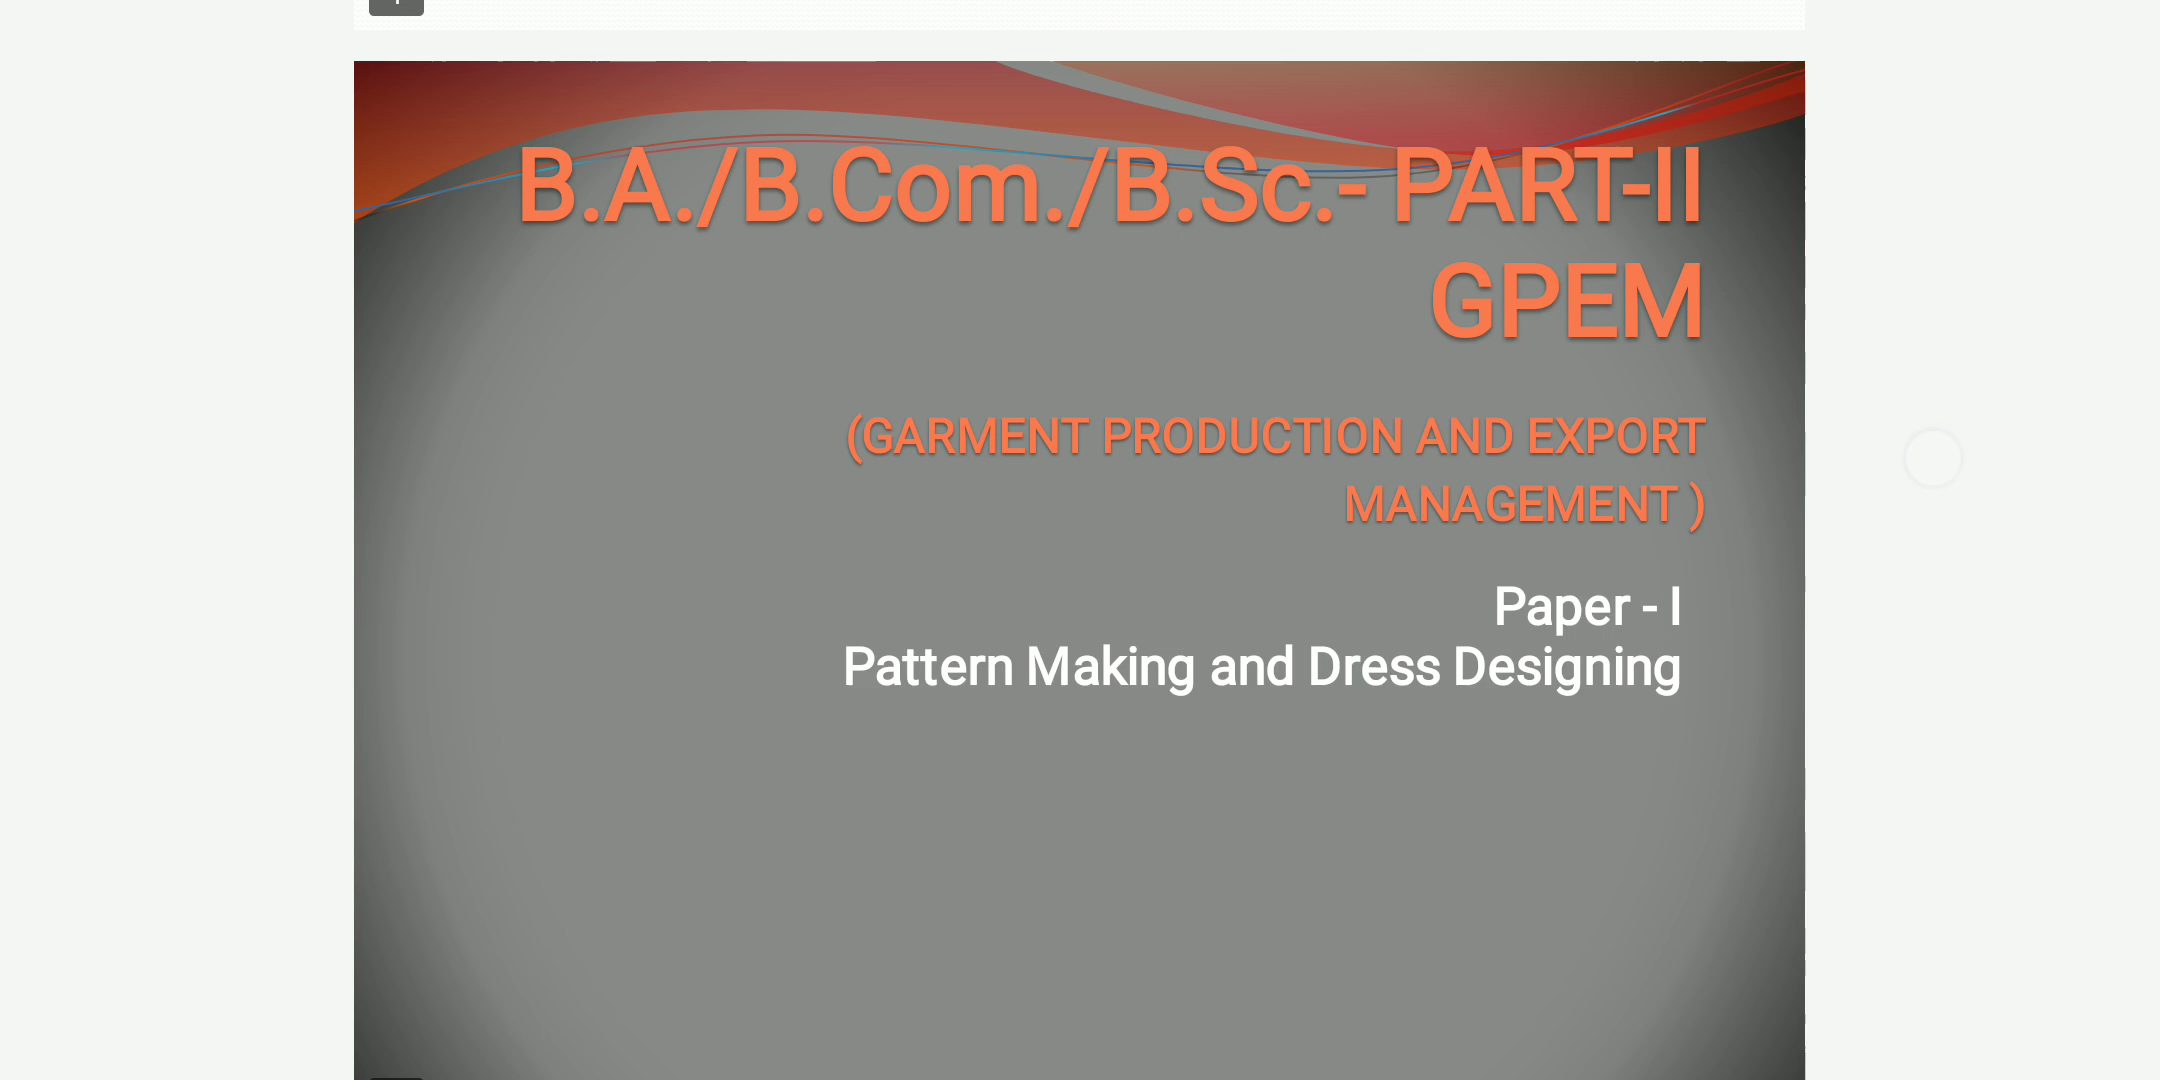 B.A./B.Com./B.Sc.- PART-II
GPEM
(GARMENT PRODUCTION AND EXPORT
MANAGEMENT )
Paper - I
Pattern Making and Dress Designing